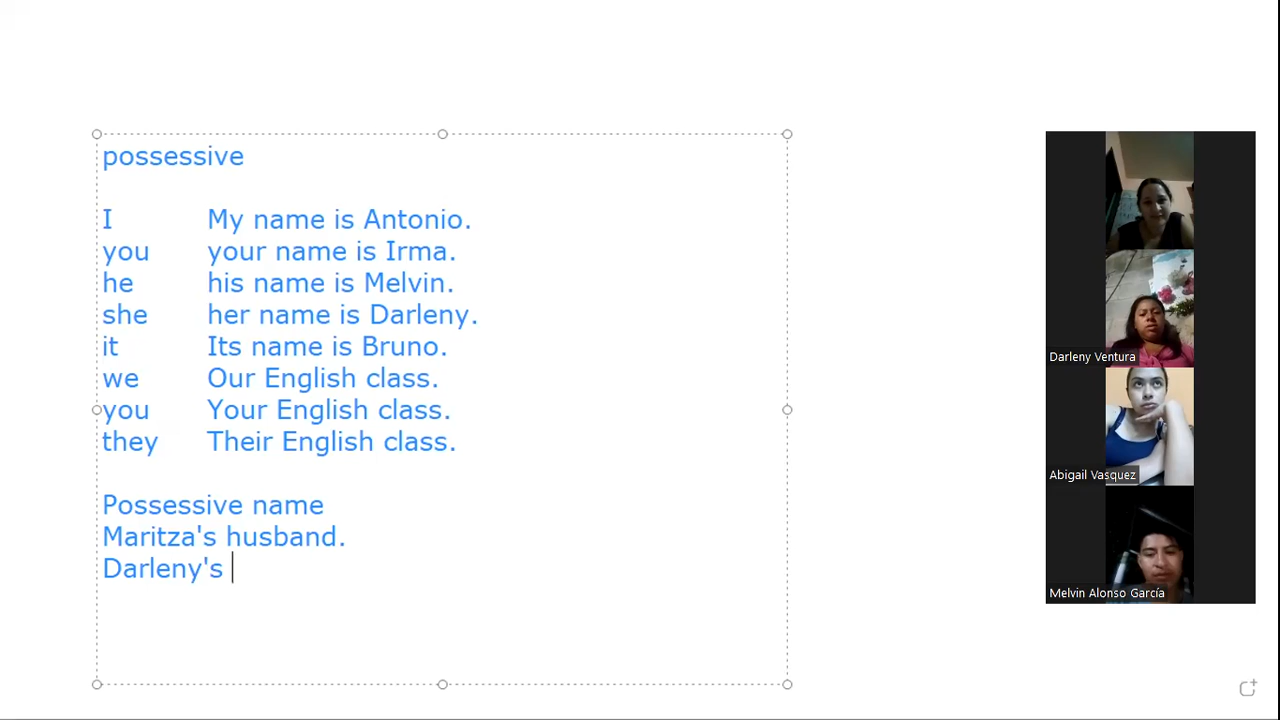 possessive
I My name is Antonio.
you your name is Irma.
he his name is Melvin.
she her name is Darleny.
it Its name is Bruno.
we Our English class.
you Your English class.
they Their English class.
Possessive name
Maritza's husband.
Darleny's
Darleny Ventura
Abigail Vasquez
Melvin Alonso García